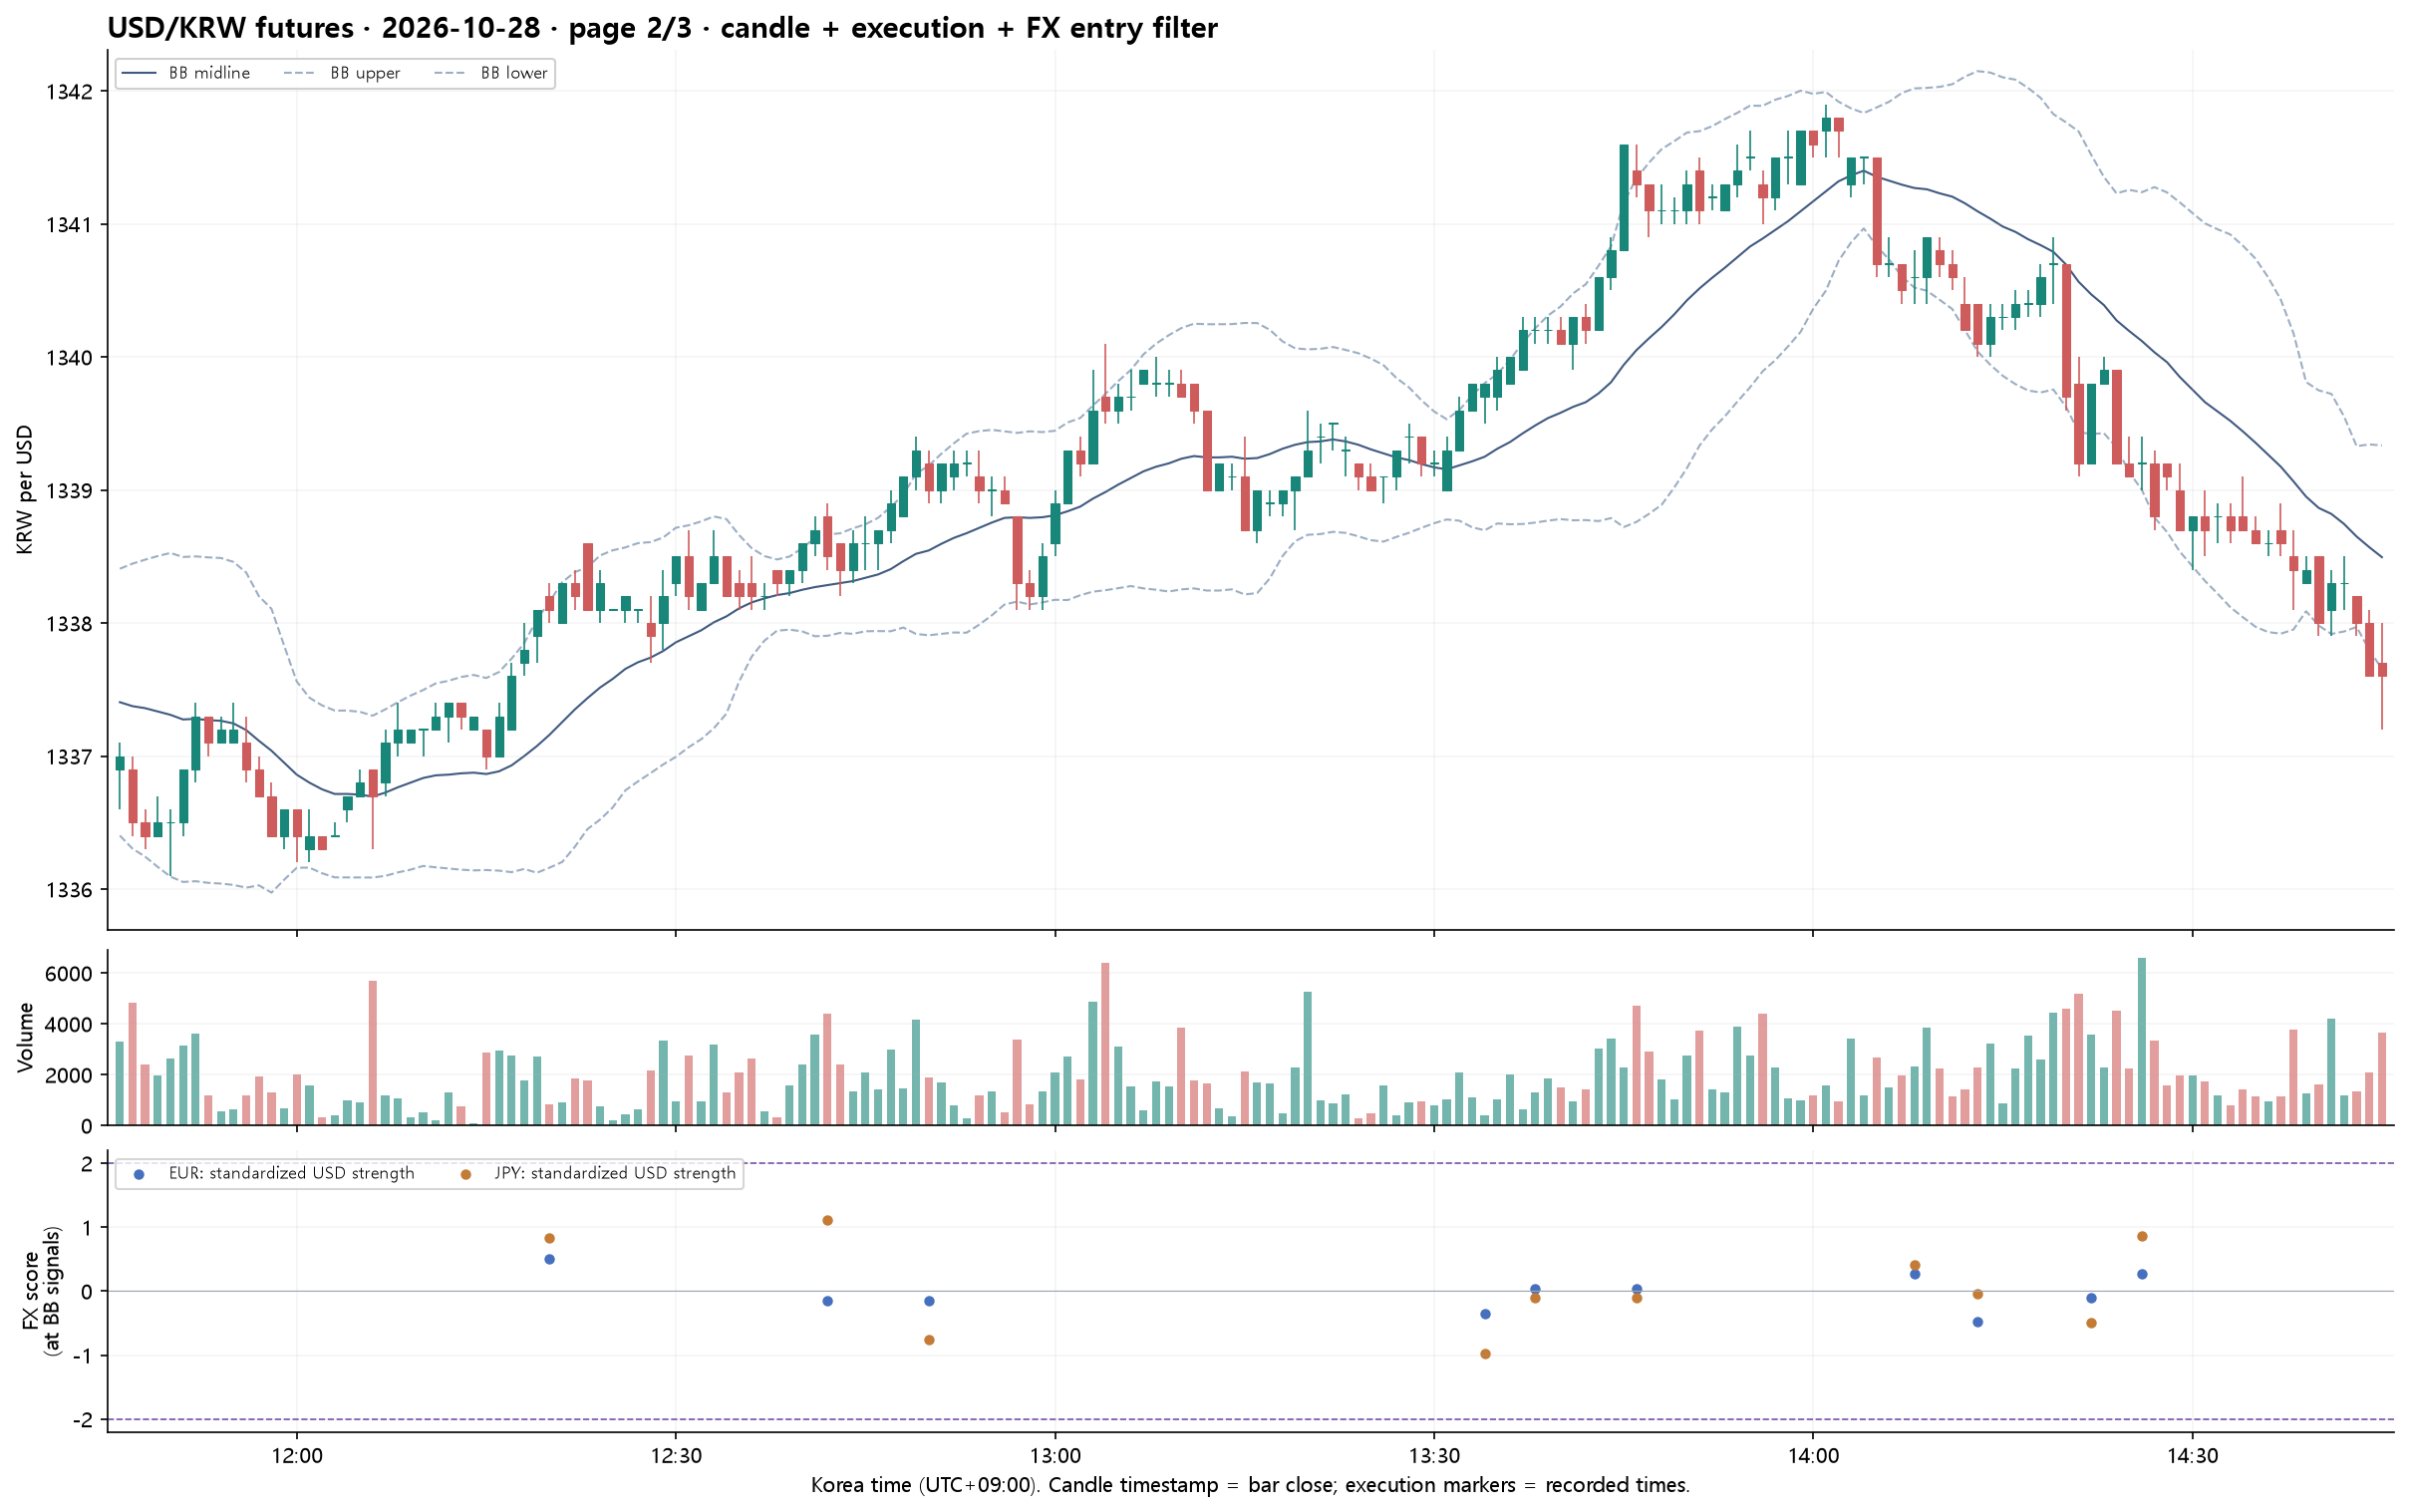 USD/KRW futures · 2026-10-28 · page 2/3 · candle + execution + FX entry filter
BB midline BB upper BB lower
KRW per USD
1342
1341
1340
1339
1338
1337
1336
Volume
6000
4000
2000
0
EUR: standardized USD strength JPY: standardized USD strength
FX score
(at BB signals)
2
1
0
-1
-2
12:00 12:30 13:00 13:30 14:00 14:30
Korea time (UTC+09:00). Candle timestamp = bar close; execution markers = recorded times.